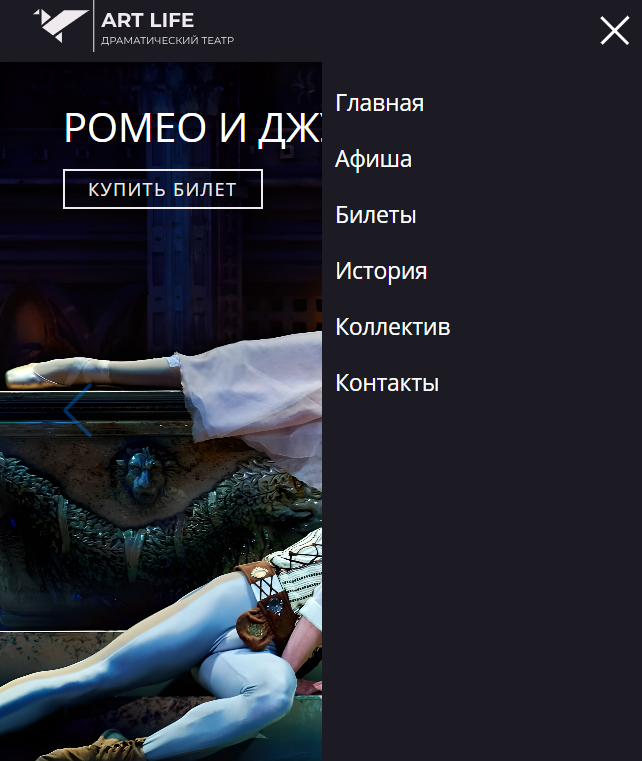 ART LIFE
ДРАМАТИЧЕСКИЙ ТЕАТР
РОМЕО И ДЖ
КУПИТЬ БИЛЕТ
Главная
Афиша
Билеты
История
Коллектив
Контакты